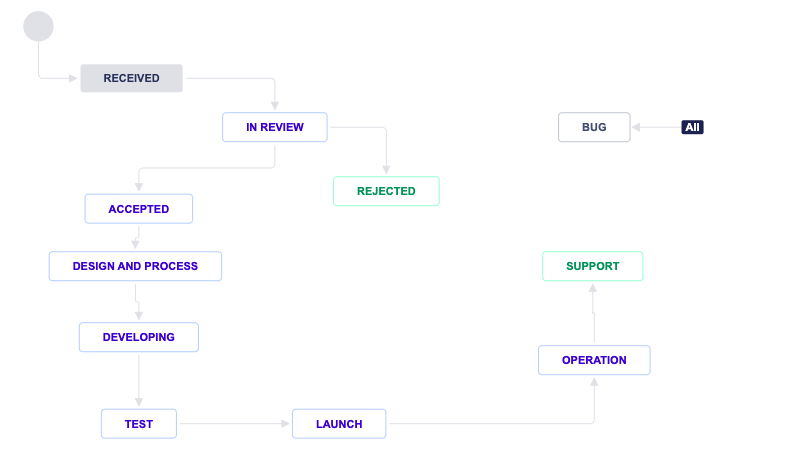 RECEIVED
IN REVIEW
BUG
All
REJECTED
ACCEPTED
DESIGN AND PROCESS
SUPPORT
DEVELOPING
OPERATION
TEST
LAUNCH